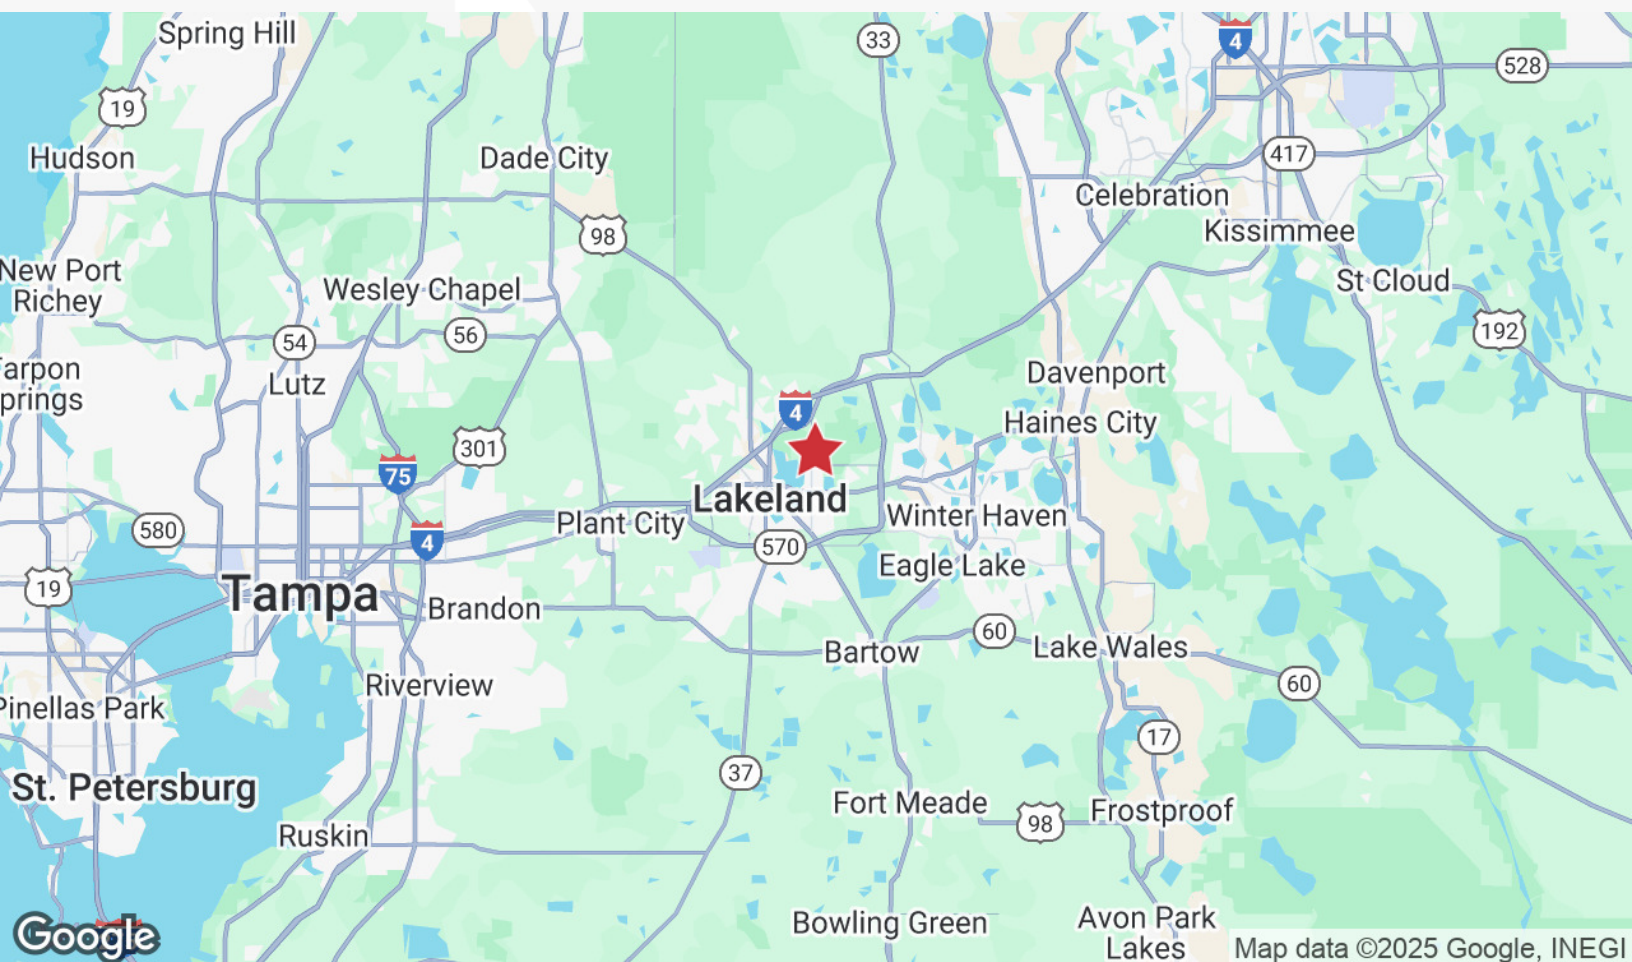 Spring Hill
33
4
528
19
Hudson
Dade City
417
Celebration
98
Kissimmee
New Port
Richey
Wesley Chapel
St Cloud
54
56
192
arpon
prings
Lutz
Davenport
4
Haines City
301
75
Lakeland
580
4
Plant City
570
Winter Haven
Eagle Lake
19
Tampa
Brandon
60
Bartow
Lake Wales
Riverview
60
Pinellas Park
17
37
St. Petersburg
Fort Meade
98
Frostproof
Ruskin
Bowling Green
Avon Park
Lakes
Google
Map data ©2025 Google, INEGI